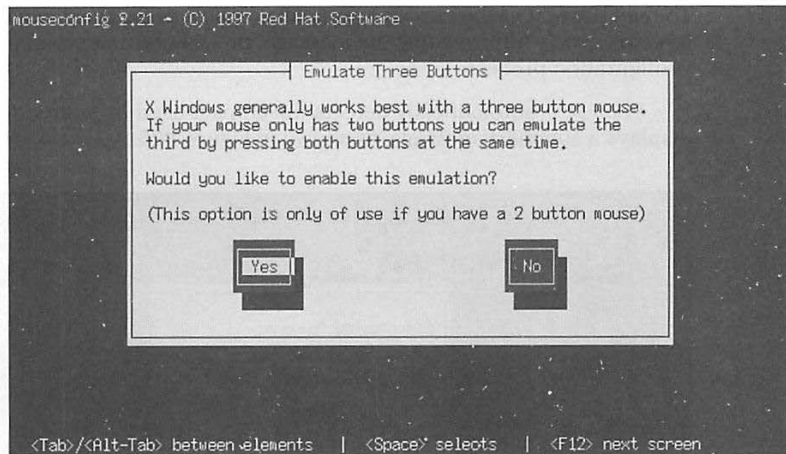 mouseconfig 2.21 - (C) 1997 Red Hat Software
Emulate Three Buttons
X Windows generally works best with a three button mouse.
If your mouse only has two buttons you can emulate the
third by pressing both buttons at the same time.
Would you like to enable this emulation?
(This option is only of use if you have a 2 button mouse)
Yes
No
<Tab>/<Alt-Tab> between elements | <Space> selects | <F12> next screen